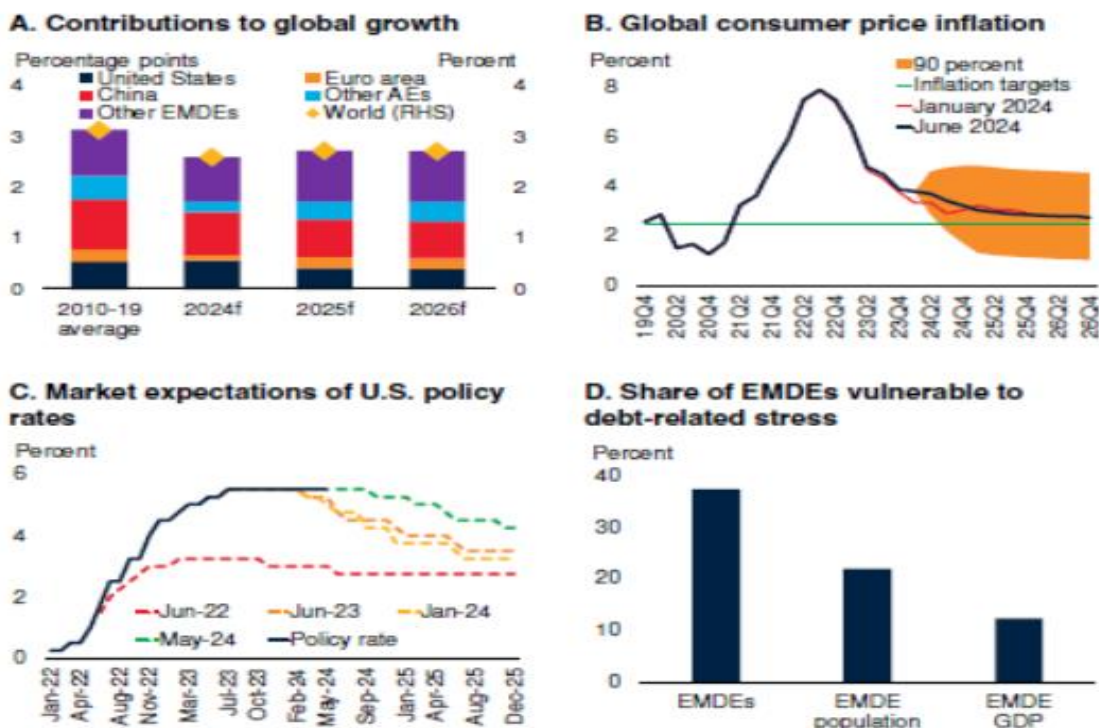 A. Contributions to global growth
Percentage points
Percent
United States
Euro area
China
Other AEs
Other EMDEs
World (RHS)
4
3
2
1
0
4
3
2
1
0
2010-19
average
2024f
2025f
2026f
B. Global consumer price inflation
Percent
90 percent
Inflation targets
January 2024
June 2024
8
6
4
2
0
19Q4
20Q2
20Q4
21Q2
21Q4
22Q2
22Q4
23Q2
23Q4
24Q2
24Q4
25Q2
25Q4
26Q2
26Q4
C. Market expectations of U.S. policy
rates
Percent
6
4
2
0
Jun-22
Jun-23
Jan-24
May-24
Policy rate
Jan-22
Apr-22
Aug-22
Nov-22
Mar-23
Jul-23
Oct-23
Feb-24
May-24
Sep-24
Jan-25
Apr-25
Aug-25
Dec-25
D. Share of EMDEs vulnerable to
debt-related stress
Percent
40
30
20
10
0
EMDEs
EMDE
population
EMDE
GDP